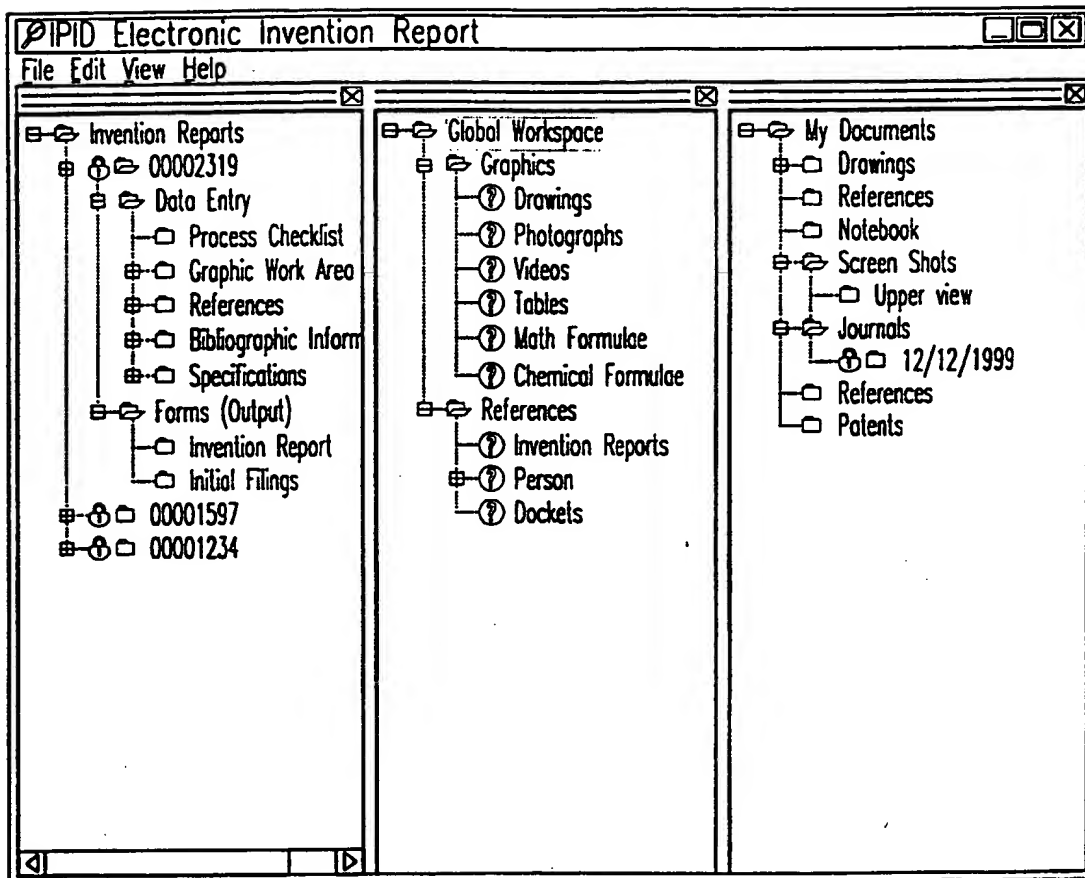 IPID Electronic Invention Report
File Edit View Help
Invention Reports
00002319
Data Entry
Process Checklist
Graphic Work Area
References
Bibliographic Inform
Specifications
Forms (Output)
Invention Report
Initial Filings
00001597
00001234
Global Workspace
Graphics
Drawings
Photographs
Videos
Tables
Math Formulae
Chemical Formulae
References
Invention Reports
Person
Dockets
My Documents
Drawings
References
Notebook
Screen Shots
Upper view
Journals
12/12/1999
References
Patents